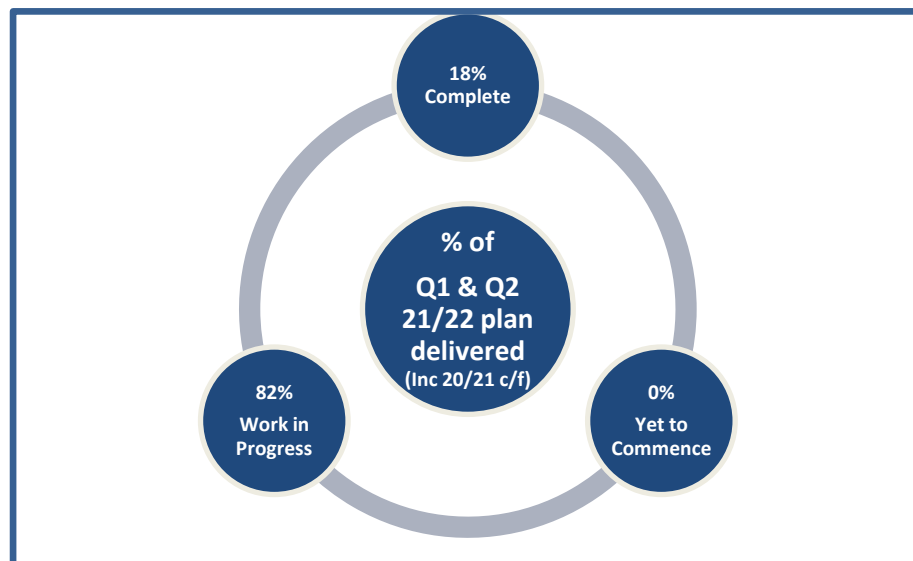 18%
Complete
% of
Q1 & Q2
21/22 plan
delivered
(Inc 20/21 c/f)
82%
Work in
Progress
0%
Yet to
Commence